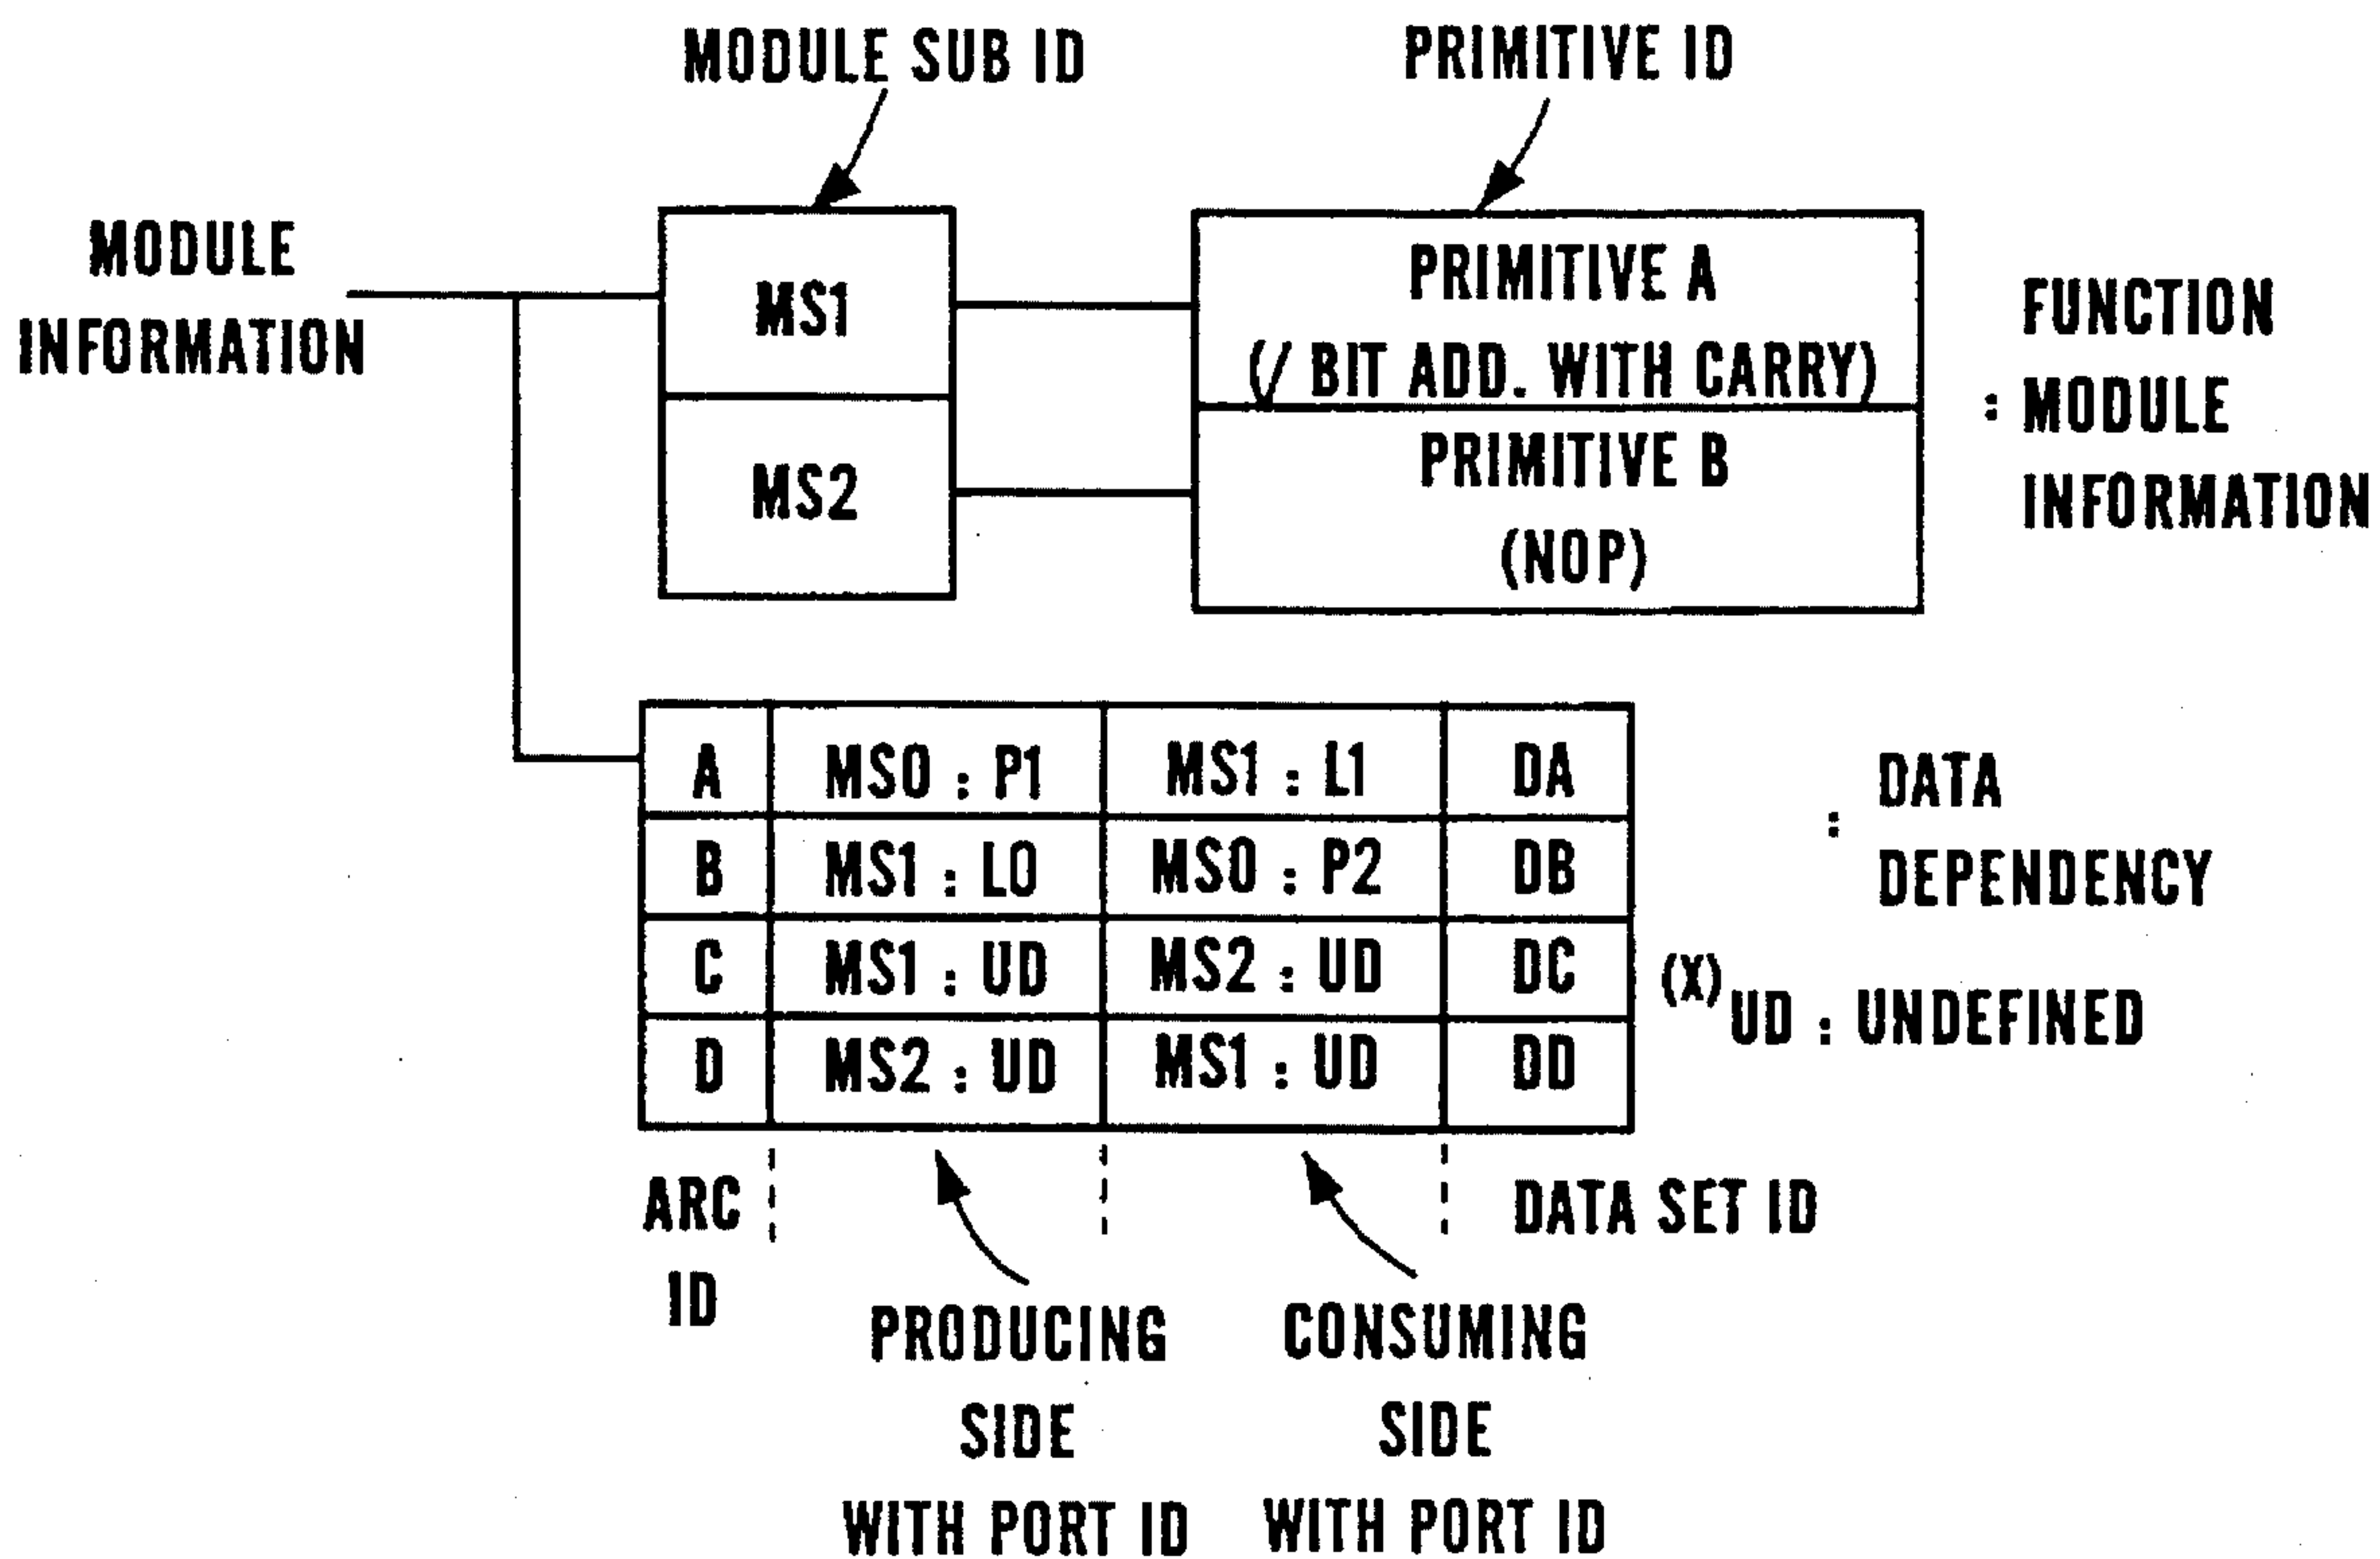 MODULE SUB ID
PRIMITIVE ID
MODULE
INFORMATION
MS1
MS2
PRIMITIVE A
(/ BIT ADD. WITH CARRY)
PRIMITIVE B
(NOP)
: FUNCTION
MODULE
INFORMATION
A MS0 : P1 MS1 : L1 DA
B MS1 : L0 MS0 : P2 DB
C MS1 : UD MS2 : UD DC
D MS2 : UD MS1 : UD DD
: DATA
DEPENDENCY
(X) UD : UNDEFINED
ARC
ID
PRODUCING
SIDE
WITH PORT ID
CONSUMING
SIDE
WITH PORT ID
DATA SET ID